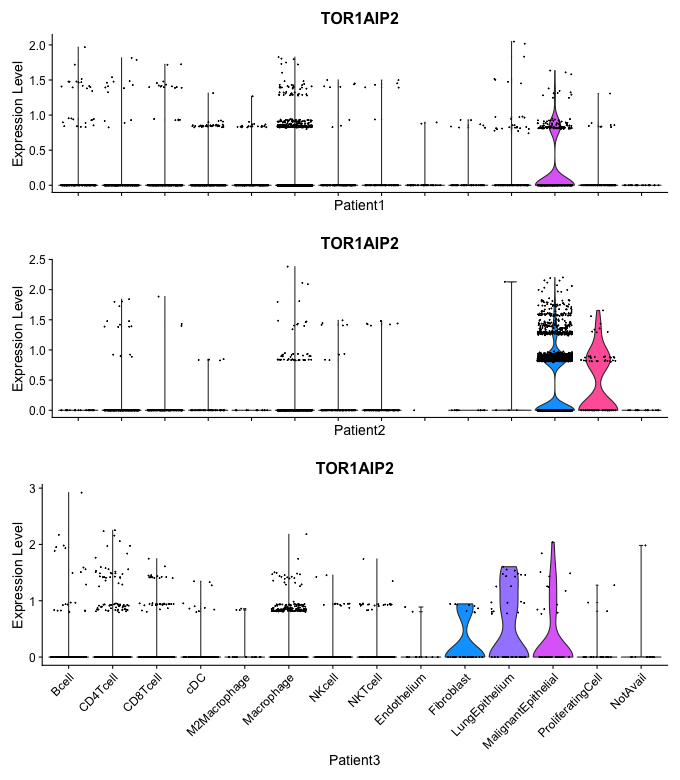 TOR1AIP2
Expression Level
2.0
1.5
1.0
0.5
0.0
Patient1
TOR1AIP2
Expression Level
2.5
2.0
1.5
1.0
0.5
0.0
Patient2
TOR1AIP2
Expression Level
3
2
1
0
Bcell
CD4Tcell
CD8Tcell
cDC
M2Macrophage
Macrophage
NKcell
NKTcell
Endothelium
Fibroblast
LungEpithelium
MalignantEpithelial
ProliferatingCell
NotAvail
Patient3